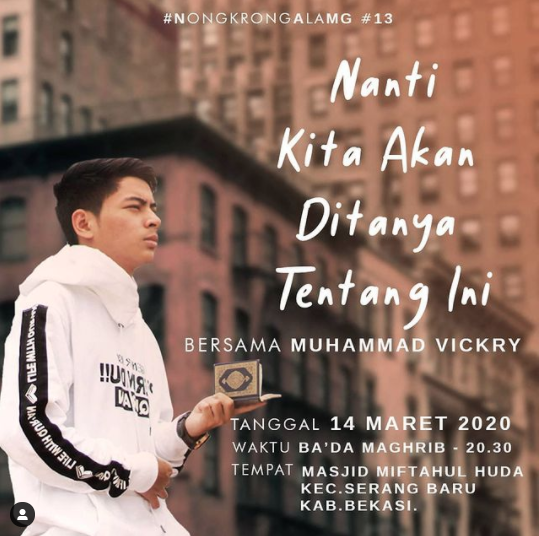 #NONGKRONGALAMG #13
Nanti
Kita Akan
Ditanya
Tentang Ini
BERSAMA MUHAMMAD VICKRY
TANGGAL 14 MARET 2020
WAKTU BA'DA MAGHRIB - 20.30
TEMPAT MASJID MIFTAHUL HUDA
KEC.SERANG BARU
KAB.BEKASI.